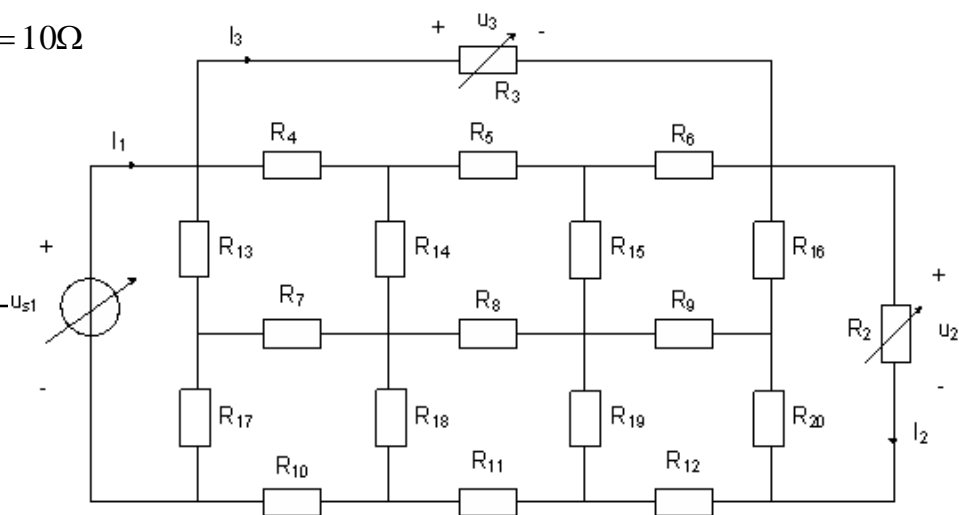 = 10Ω
+ u₃ -
I₃
R₃
I₁
R₄ R₅ R₆
+
R₁₃ R₁₄ R₁₅ R₁₆
+
-uₛ₁
R₇ R₈ R₉
R₂ u₂
-
-
R₁₇ R₁₈ R₁₉ R₂₀
I₂
R₁₀ R₁₁ R₁₂